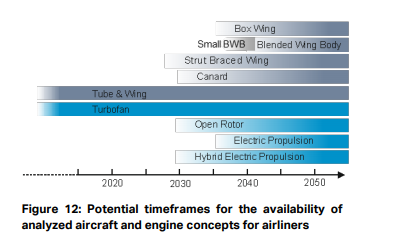 Box Wing
Small BWB Blended Wing Body
Strut Braced Wing
Canard
Tube & Wing
Turbofan
Open Rotor
Electric Propulsion
Hybrid Electric Propulsion
2020 2030 2040 2050
Figure 12: Potential timeframes for the availability of
analyzed aircraft and engine concepts for airliners